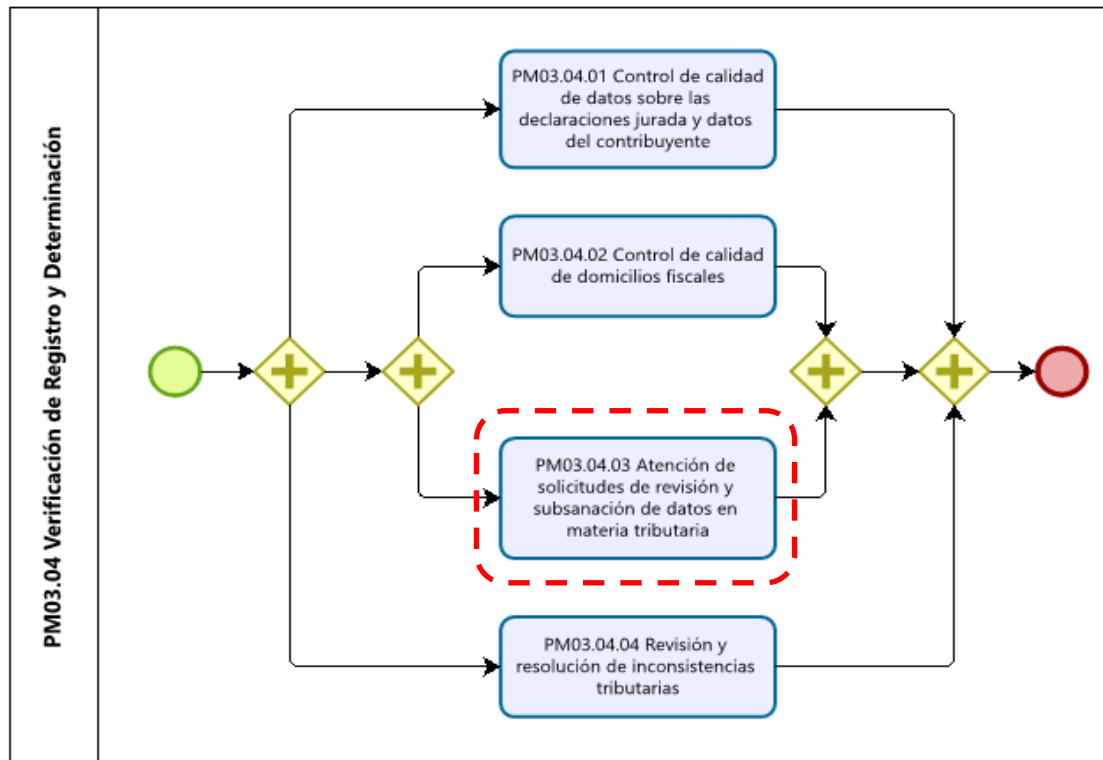 PM03.04 Verificación de Registro y Determinación
PM03.04.01 Control de calidad
de datos sobre las
declaraciones jurada y datos
del contribuyente
PM03.04.02 Control de calidad
de domicilios fiscales
PM03.04.03 Atención de
solicitudes de revisión y
subsanación de datos en
materia tributaria
PM03.04.04 Revisión y
resolución de inconsistencias
tributarias